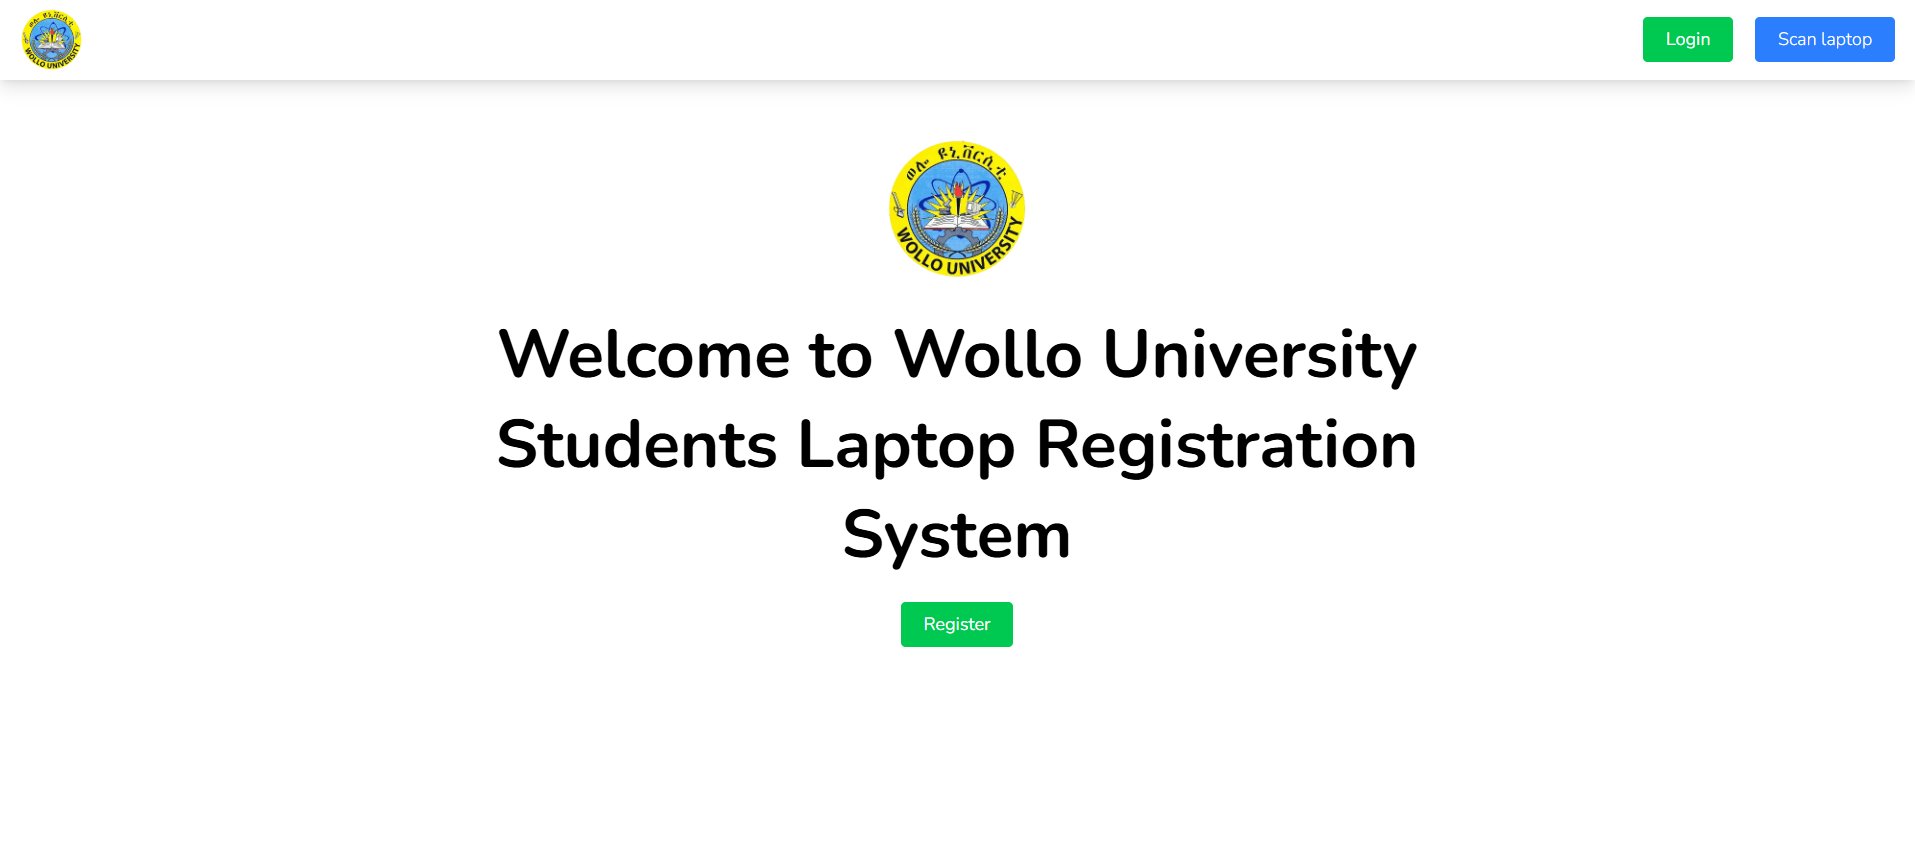 Login
Scan laptop
ወሎ ዩኒቨርሲቲ
WOLLO UNIVERSITY
Welcome to Wollo University
Students Laptop Registration
System
Register